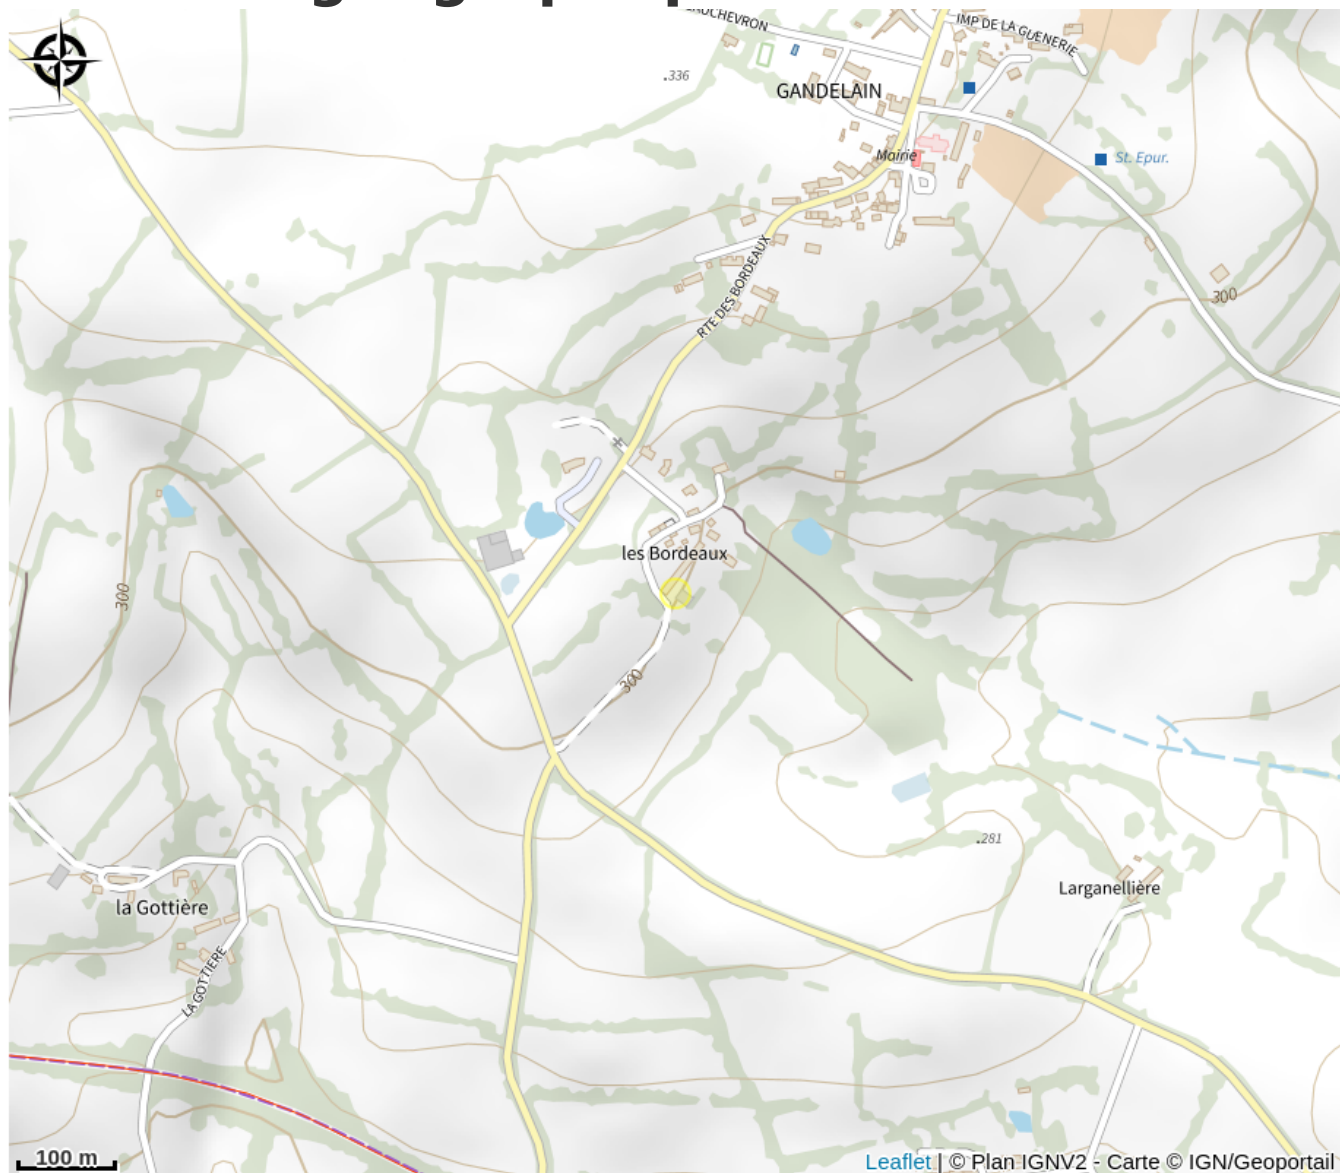 IMP DE LA GUENERIE
.336
GANDELAIN
Mairie
St. Epur.
RTE DES BORDEAUX
300
les Bordeaux
300
300
.281
Larganellière
la Gottière
LA GOTTIERE
100 m
Leaflet | © Plan IGNV2 - Carte © IGN/Geoportail